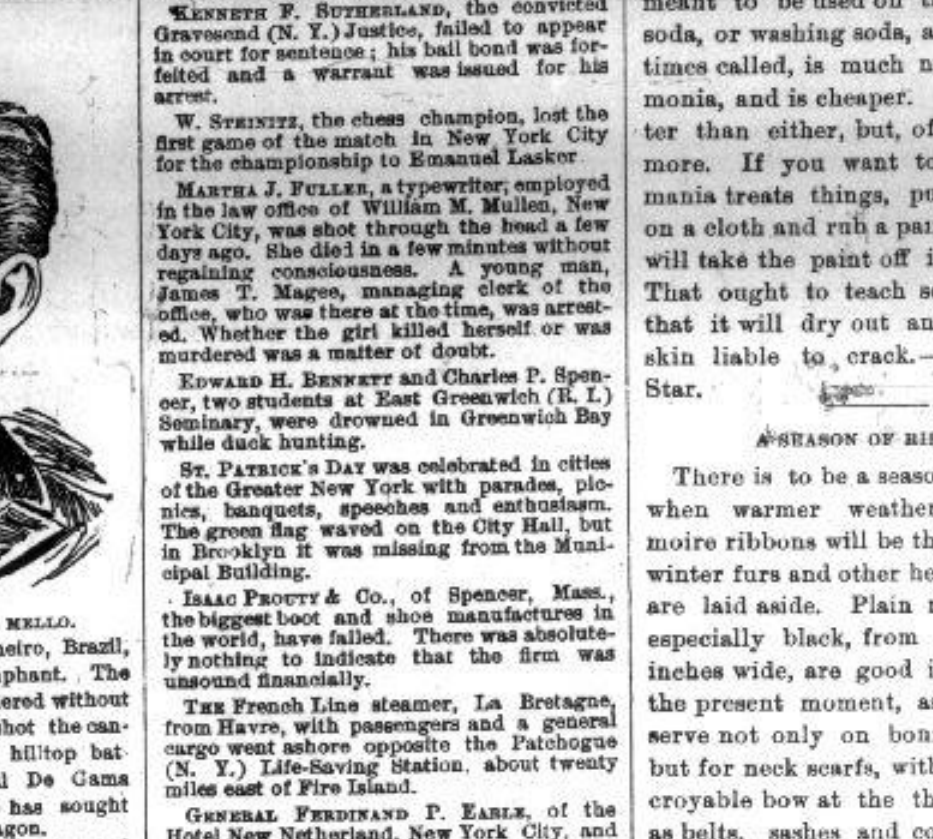 MELLO.
neiro, Brazil,
nphant. The
ered without
shot the can-
hilltop bat-
De Gama
has sought
agon.
KENNETH F. SUTHERLAND, the convicted
Gravesend (N. Y.) Justice, failed to appear
in court for sentence; his bail bond was for-
feited and a warrant was issued for his
arrest.
W. STEINITZ, the chess champion, lost the
first game of the match in New York City
for the championship to Emanuel Lasker
MARTHA J. FULLER, a typewriter, employed
in the law office of William M. Mullen, New
York City, was shot through the head a few
days ago. She died in a few minutes without
regaining consciousness. A young man,
James T. Magee, managing clerk of the
office, who was there at the time, was arrest-
ed. Whether the girl killed herself or was
murdered was a matter of doubt.
EDWARD H. BENNETT and Charles P. Spen-
cer, two students at East Greenwich (R. I.)
Seminary, were drowned in Greenwich Bay
while duck hunting.
ST. PATRICK'S DAY was celebrated in cities
of the Greater New York with parades, pic-
nics, banquets, speeches and enthusiasm.
The green flag waved on the City Hall, but
in Brooklyn it was missing from the Muni-
cipal Building.
ISAAC PROUTY & Co., of Spencer, Mass.,
the biggest boot and shoe manufactures in
the world, have failed. There was absolute-
ly nothing to indicate that the firm was
unsound financially.
THE French Line steamer, La Bretagne,
from Havre, with passengers and a general
cargo went ashore opposite the Patchogue
(N. Y.) Life-Saving Station, about twenty
miles east of Fire Island.
GENERAL FERDINAND P. EARLE, of the
Hotel New Netherland, New York City, and
meant to be used on
soda, or washing soda, a
times called, is much n
monia, and is cheaper.
ter than either, but, of
more. If you want to
mania treats things, pu
on a cloth and rub a pai
will take the paint off i
That ought to teach s
that it will dry out an
skin liable to crack.—
Star.
A SEASON OF RI
There is to be a seaso
when warmer weather
moire ribbons will be th
winter furs and other he
are laid aside. Plain
especially black, from
inches wide, are good i
the present moment, a
serve not only on bon
but for neck scarfs, with
croyable bow at the th
as belts, sashes and co